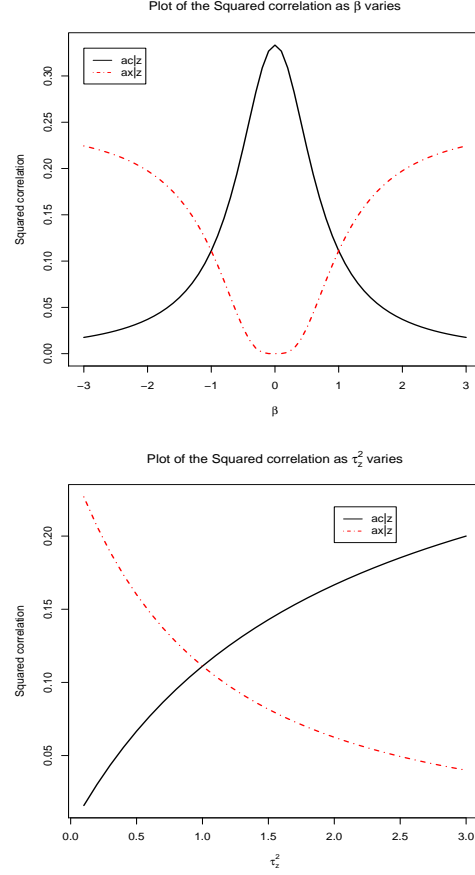 Plot of the Squared correlation as β varies
ac|z
ax|z
Squared correlation
0.00 0.05 0.10 0.15 0.20 0.25 0.30
−3 −2 −1 0 1 2 3
β
Plot of the Squared correlation as τ_z^2 varies
ac|z
ax|z
Squared correlation
0.05 0.10 0.15 0.20
0.0 0.5 1.0 1.5 2.0 2.5 3.0
τ_z^2